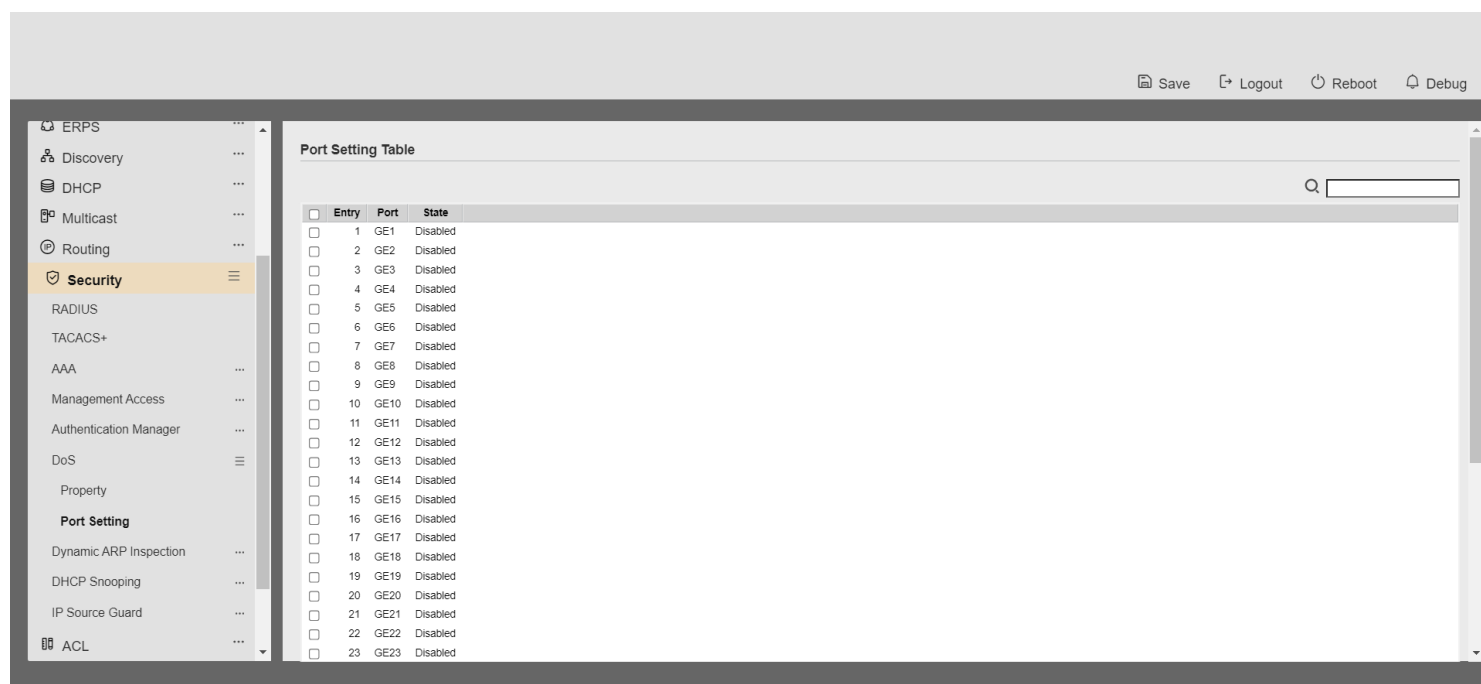 Save Logout Reboot Debug
ERPS ...
Discovery ...
DHCP ...
Multicast ...
IP Routing ...
Security
RADIUS
TACACS+
AAA ...
Management Access ...
Authentication Manager ...
DoS
Property
Port Setting
Dynamic ARP Inspection ...
DHCP Snooping ...
IP Source Guard ...
ACL ...
Port Setting Table
Entry Port State
1 GE1 Disabled
2 GE2 Disabled
3 GE3 Disabled
4 GE4 Disabled
5 GE5 Disabled
6 GE6 Disabled
7 GE7 Disabled
8 GE8 Disabled
9 GE9 Disabled
10 GE10 Disabled
11 GE11 Disabled
12 GE12 Disabled
13 GE13 Disabled
14 GE14 Disabled
15 GE15 Disabled
16 GE16 Disabled
17 GE17 Disabled
18 GE18 Disabled
19 GE19 Disabled
20 GE20 Disabled
21 GE21 Disabled
22 GE22 Disabled
23 GE23 Disabled